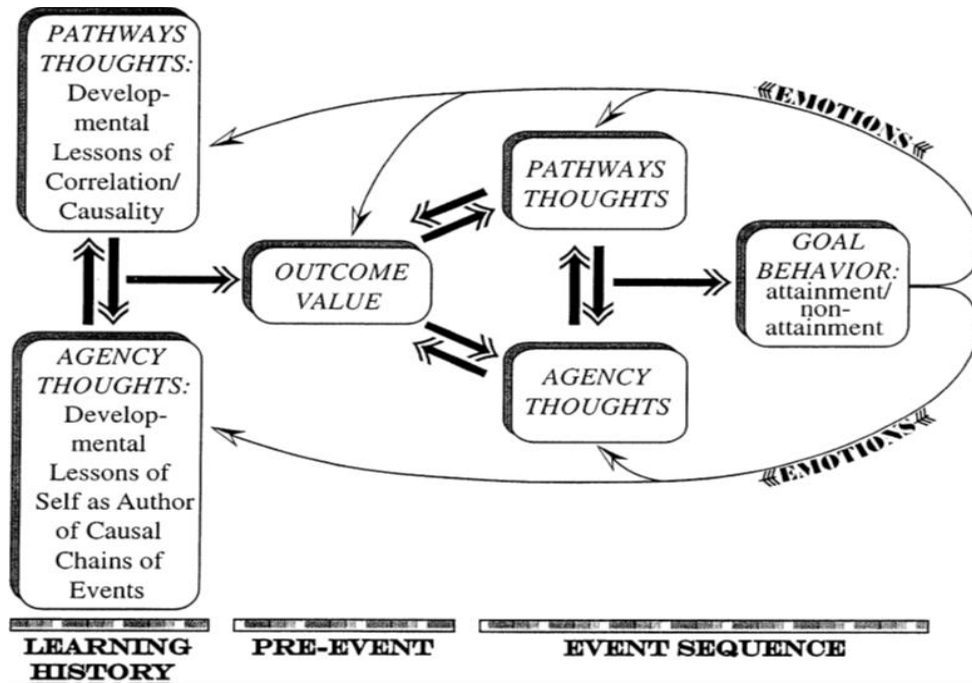 PATHWAYS
THOUGHTS:
Develop-
mental
Lessons of
Correlation/
Causality
AGENCY
THOUGHTS:
Develop-
mental
Lessons of
Self as Author
of Causal
Chains of
Events
OUTCOME
VALUE
PATHWAYS
THOUGHTS
AGENCY
THOUGHTS
GOAL
BEHAVIOR:
attainment/
non-
attainment
EMOTIONS
EMOTIONS
LEARNING
HISTORY
PRE-EVENT
EVENT SEQUENCE